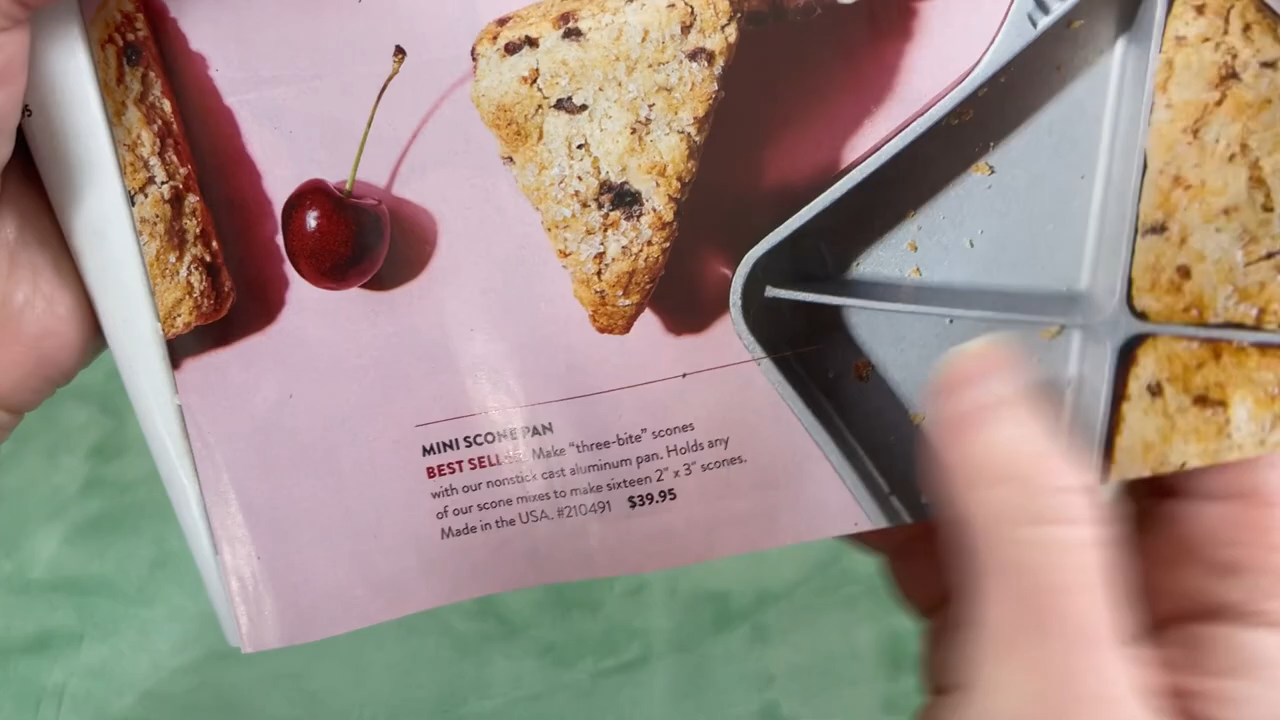 MINI SCONE PAN
BEST SELLER. Make “three-bite” scones
with our nonstick cast aluminum pan. Holds any
of our scone mixes to make sixteen 2” x 3” scones.
Made in the USA. #210491 $39.95